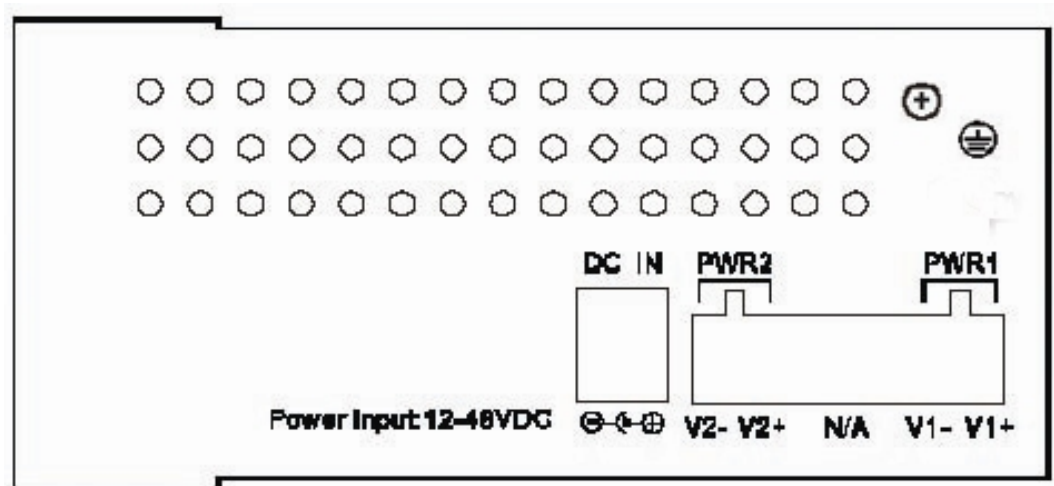 DC IN PWR2 PWR1
Power Input: 12-48VDC V2- V2+ N/A V1- V1+